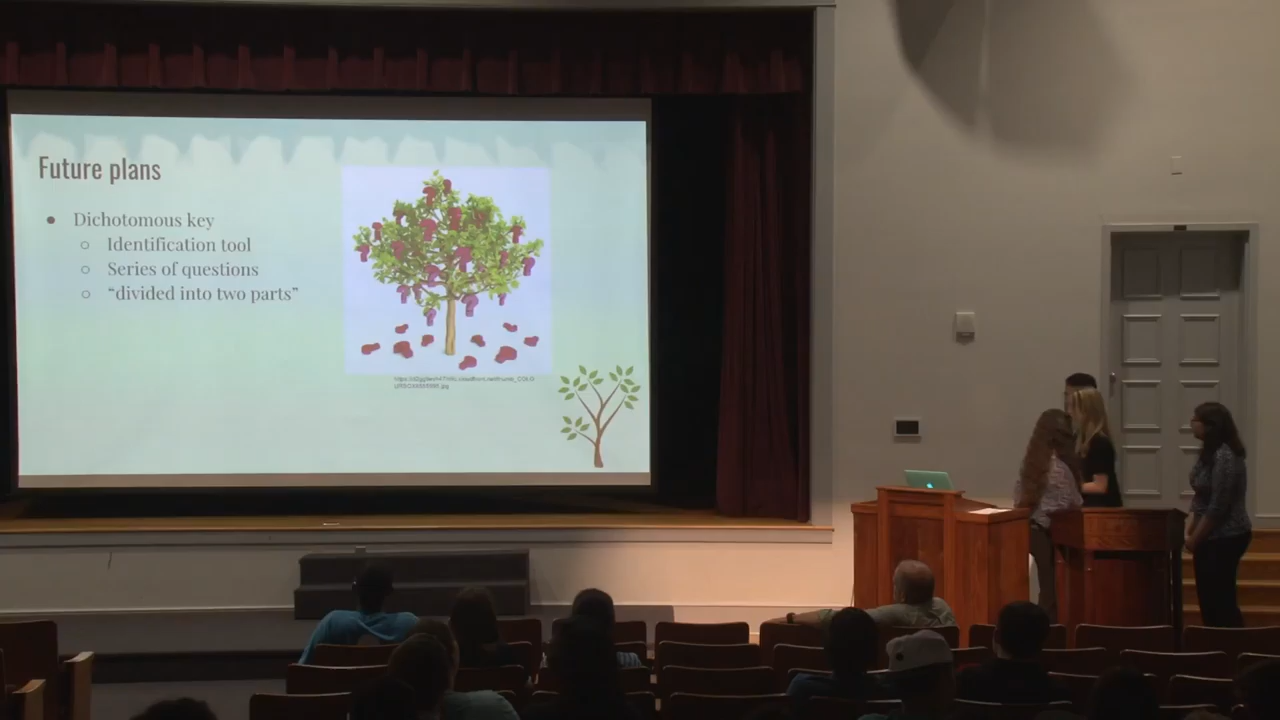 Future plans
● Dichotomous key
○ Identification tool
○ Series of questions
○ “divided into two parts”